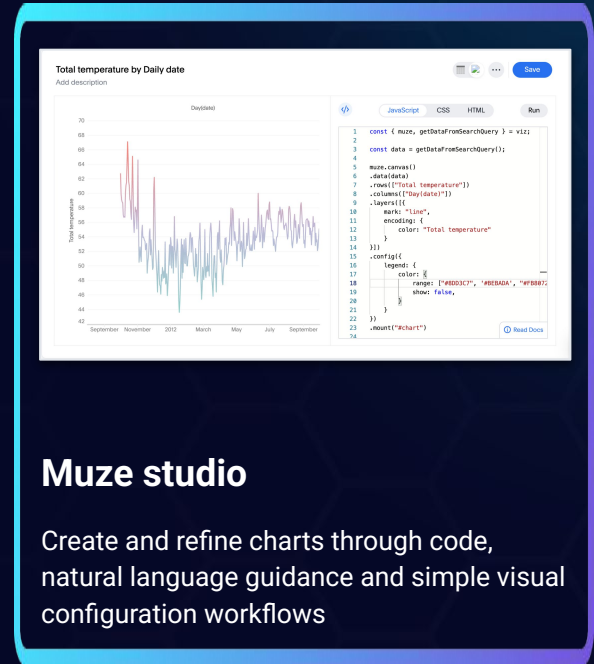 Total temperature by Daily date
Add description
Save
Day(date)
70
68
66
64
62
60
58
56
54
52
50
48
46
44
42
Total temperature
September November 2012 March May July September
JavaScript CSS HTML Run
1 const { muze, getDataFromSearchQuery } = viz;
2
3 const data = getDataFromSearchQuery();
4
5 muze.canvas()
6 .data(data)
7 .rows(["Total temperature"])
8 .columns(["Day(date)"])
9 .layers([{
10 mark: "line",
11 encoding: {
12 color: "Total temperature"
13 }
14 }])
15 .config({
16 legend: {
17 color: {
18 range: ["#8DD3C7", '#BEBADA', "#FB8072
19 show: false,
20 }
21 }
22 })
23 .mount("#chart")
24
Read Docs
Muze studio
Create and refine charts through code,
natural language guidance and simple visual
configuration workflows